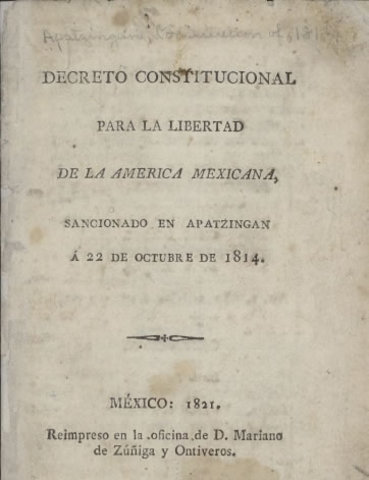 DECRETO CONSTITUCIONAL
PARA LA LIBERTAD
DE LA AMERICA MEXICANA,
SANCIONADO EN APATZINGAN
Á 22 DE OCTUBRE DE 1814.
MÉXICO: 1821.
Reimpreso en la oficina de D. Mariano
de Zúñiga y Ontiveros.